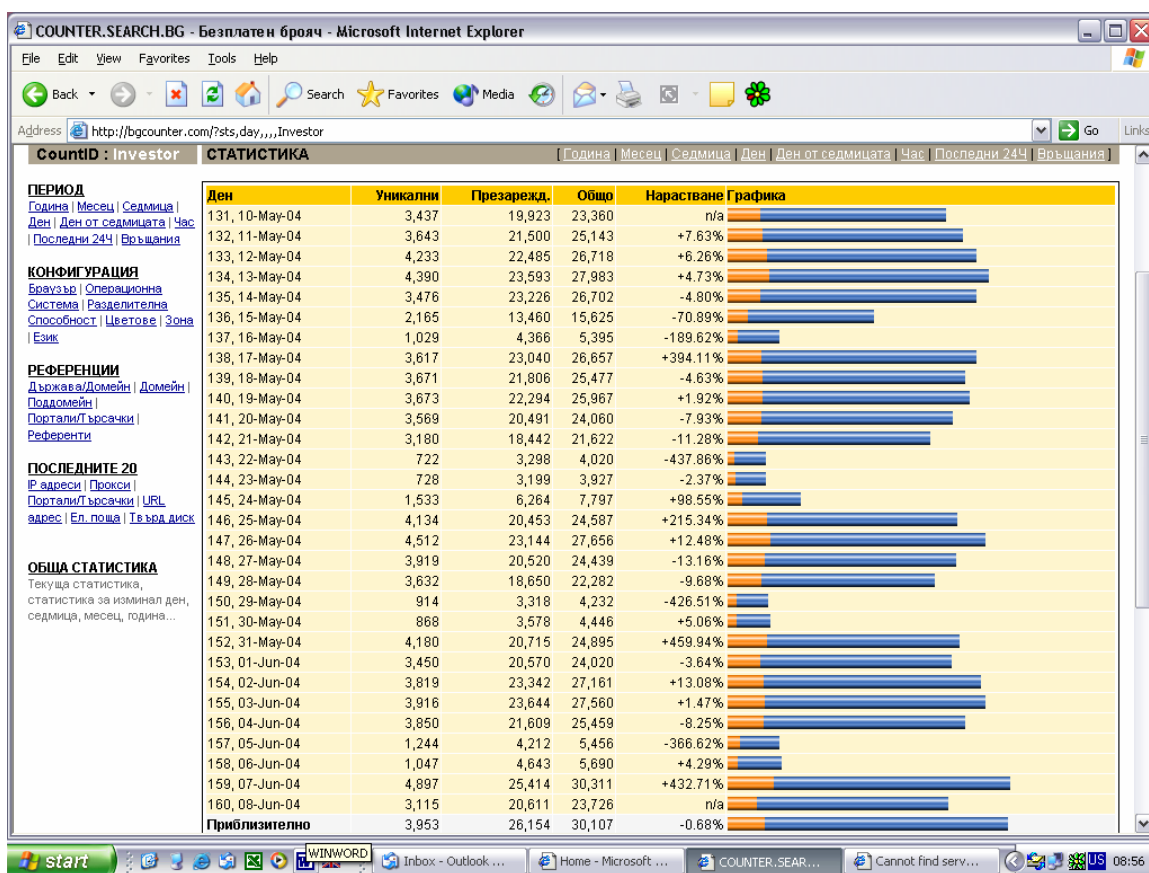 COUNTER.SEARCH.BG - Безплатен брояч - Microsoft Internet Explorer
File Edit View Favorites Tools Help
Back Search Favorites Media
Address http://bgcounter.com/?sts,day,,,,Investor Go Links
CountID : Investor СТАТИСТИКА [ Година | Месец | Седмица | Ден | Ден от седмицата | Час | Последни 24Ч | Връщания ]
ПЕРИОД
Година | Месец | Седмица |
Ден | Ден от седмицата | Час
| Последни 24Ч | Връщания
КОНФИГУРАЦИЯ
Браузър | Операционна
Система | Разделителна
Способност | Цветове | Зона
| Език
РЕФЕРЕНЦИИ
Държава/Домейн | Домейн |
Поддомейн |
Портали/Търсачки |
Референти
ПОСЛЕДНИТЕ 20
IP адреси | Прокси |
Портали/Търсачки | URL
адрес | Ел. поща | Твърд диск
ОБЩА СТАТИСТИКА
Текуща статистика,
статистика за изминал ден,
седмица, месец, година...
Ден Уникални Презарежд. Общо Нарастване Графика
131, 10-May-04 3,437 19,923 23,360 n/a
132, 11-May-04 3,643 21,500 25,143 +7.63%
133, 12-May-04 4,233 22,485 26,718 +6.26%
134, 13-May-04 4,390 23,593 27,983 +4.73%
135, 14-May-04 3,476 23,226 26,702 -4.80%
136, 15-May-04 2,165 13,460 15,625 -70.89%
137, 16-May-04 1,029 4,366 5,395 -189.62%
138, 17-May-04 3,617 23,040 26,657 +394.11%
139, 18-May-04 3,671 21,806 25,477 -4.63%
140, 19-May-04 3,673 22,294 25,967 +1.92%
141, 20-May-04 3,569 20,491 24,060 -7.93%
142, 21-May-04 3,180 18,442 21,622 -11.28%
143, 22-May-04 722 3,298 4,020 -437.86%
144, 23-May-04 728 3,199 3,927 -2.37%
145, 24-May-04 1,533 6,264 7,797 +98.55%
146, 25-May-04 4,134 20,453 24,587 +215.34%
147, 26-May-04 4,512 23,144 27,656 +12.48%
148, 27-May-04 3,919 20,520 24,439 -13.16%
149, 28-May-04 3,632 18,650 22,282 -9.68%
150, 29-May-04 914 3,318 4,232 -426.51%
151, 30-May-04 868 3,578 4,446 +5.06%
152, 31-May-04 4,180 20,715 24,895 +459.94%
153, 01-Jun-04 3,450 20,570 24,020 -3.64%
154, 02-Jun-04 3,819 23,342 27,161 +13.08%
155, 03-Jun-04 3,916 23,644 27,560 +1.47%
156, 04-Jun-04 3,850 21,609 25,459 -8.25%
157, 05-Jun-04 1,244 4,212 5,456 -366.62%
158, 06-Jun-04 1,047 4,643 5,690 +4.29%
159, 07-Jun-04 4,897 25,414 30,311 +432.71%
160, 08-Jun-04 3,115 20,611 23,726 n/a
Приблизително 3,953 26,154 30,107 -0.68%
WINWORD
start Inbox - Outlook ... Home - Microsoft ... COUNTER.SEAR... Cannot find serv... US 08:56